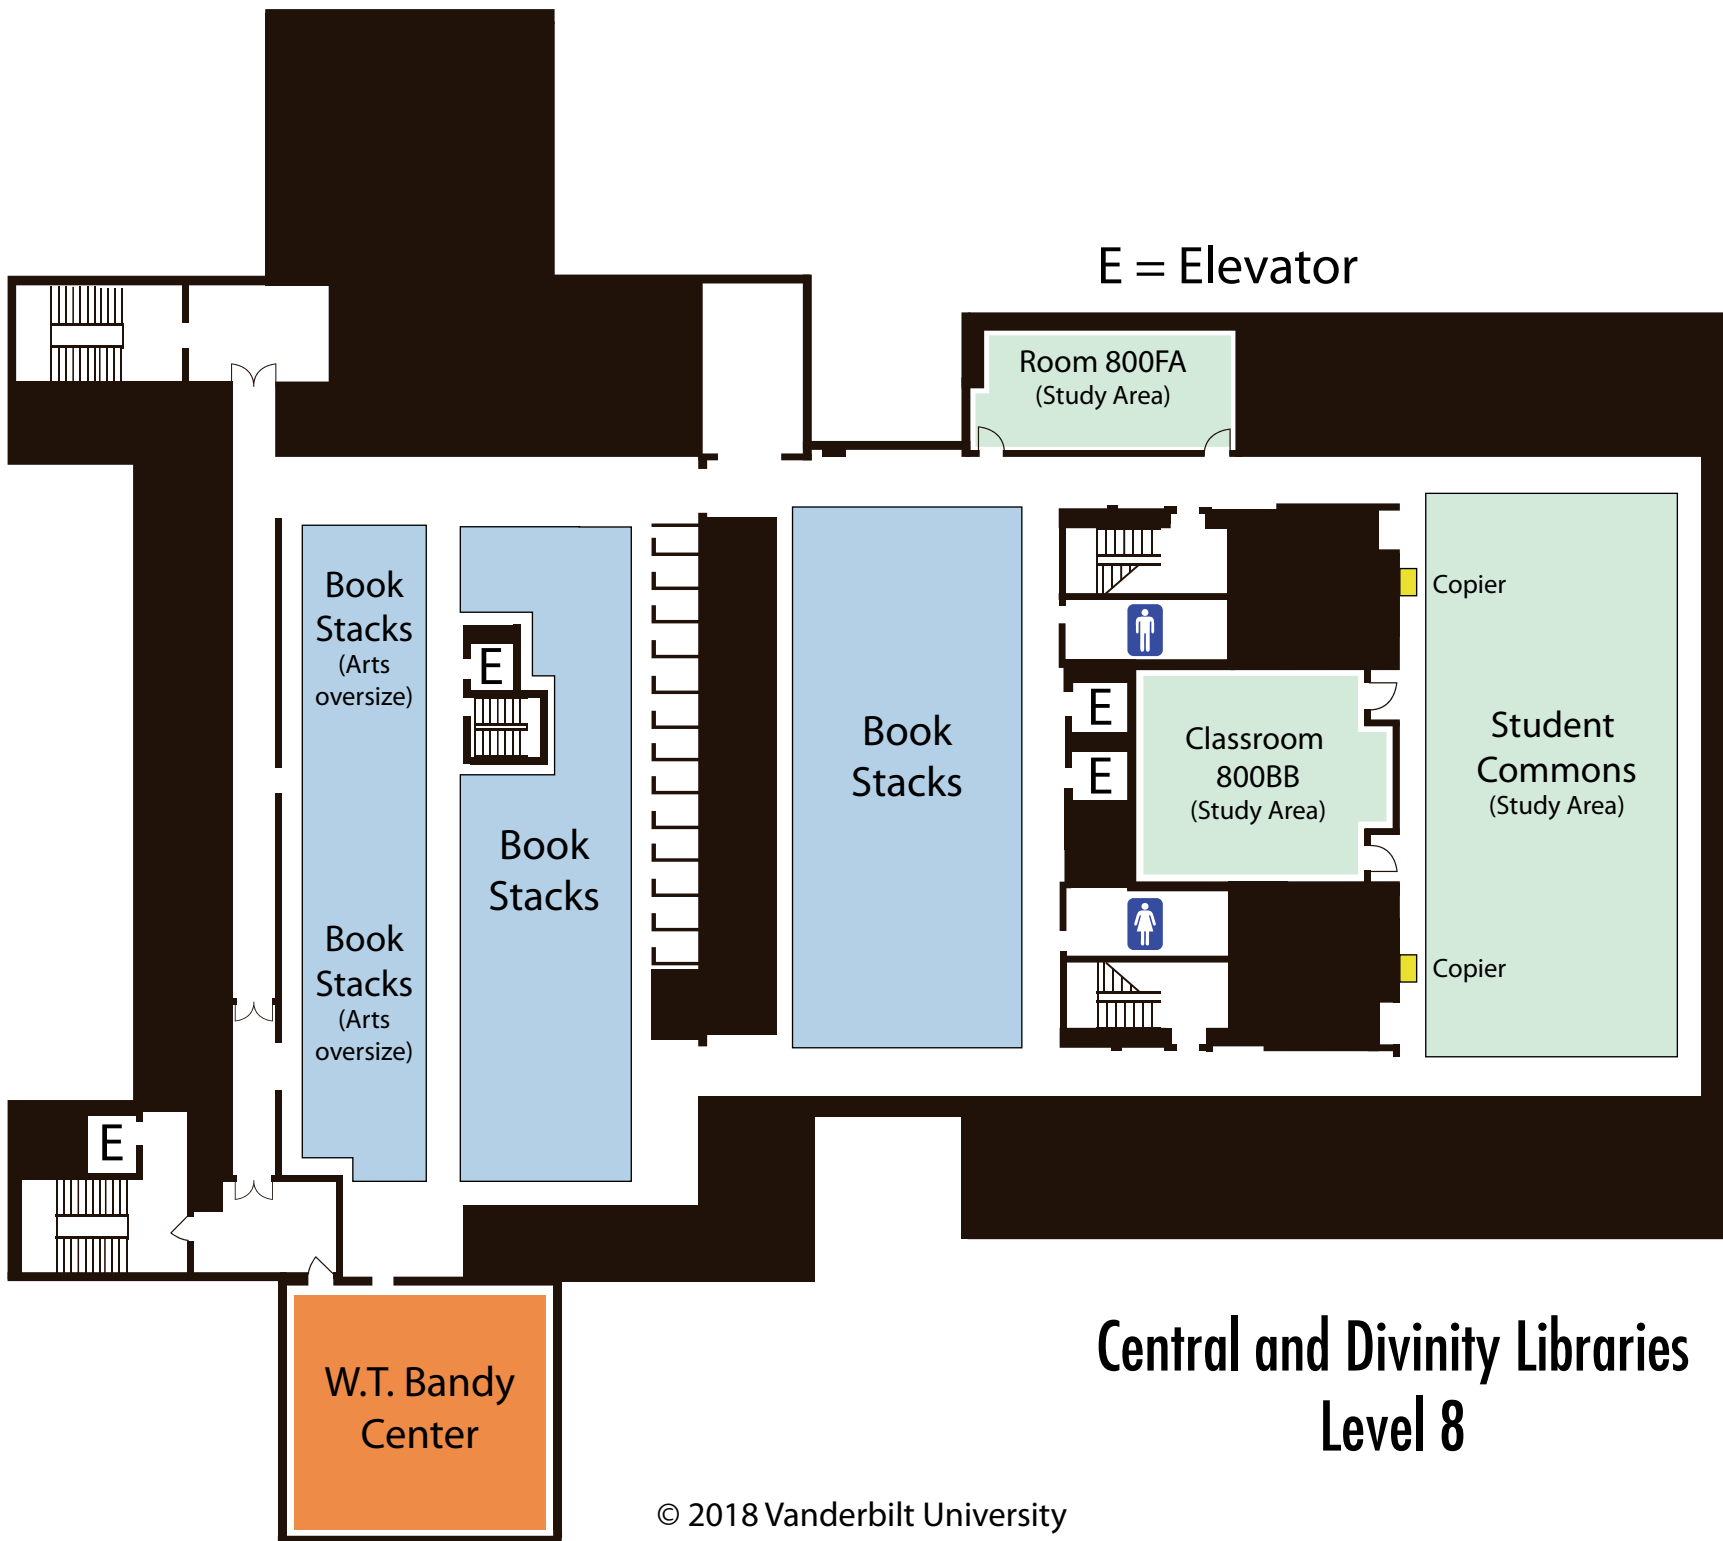 E = Elevator
Room 800FA
(Study Area)
Book
Stacks
(Arts
oversize)
E
Book
Stacks
Book
Stacks
(Arts
oversize)
E
Book
Stacks
E
E
Classroom
800BB
(Study Area)
Copier
Student
Commons
(Study Area)
Copier
W.T. Bandy
Center
Central and Divinity Libraries
Level 8
© 2018 Vanderbilt University